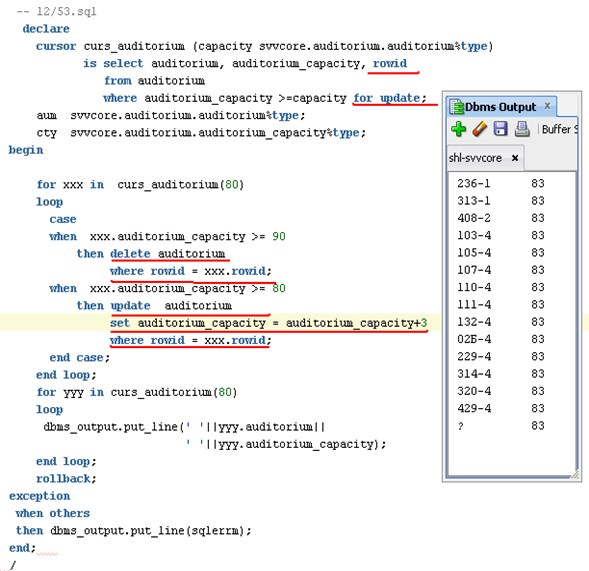 -- 12/53.sql
declare
cursor curs_auditorium (capacity svvcore.auditorium.auditorium%type)
is select auditorium, auditorium_capacity, rowid
from auditorium
where auditorium_capacity >=capacity for update;
aum svvcore.auditorium.auditorium%type;
cty svvcore.auditorium.auditorium_capacity%type;
begin
for xxx in curs_auditorium(80)
loop
case
when xxx.auditorium_capacity >= 90
then delete auditorium
where rowid = xxx.rowid;
when xxx.auditorium_capacity >= 80
then update auditorium
set auditorium_capacity = auditorium_capacity+3
where rowid = xxx.rowid;
end case;
end loop;
for yyy in curs_auditorium(80)
loop
dbms_output.put_line(' '||yyy.auditorium||
' '||yyy.auditorium_capacity);
end loop;
rollback;
exception
when others
then dbms_output.put_line(sqlerrm);
end;
/
Dbms Output ×
Buffer S
shl-svvcore ×
236-1 83
313-1 83
408-2 83
103-4 83
105-4 83
107-4 83
110-4 83
111-4 83
132-4 83
02Б-4 83
229-4 83
314-4 83
320-4 83
429-4 83
? 83